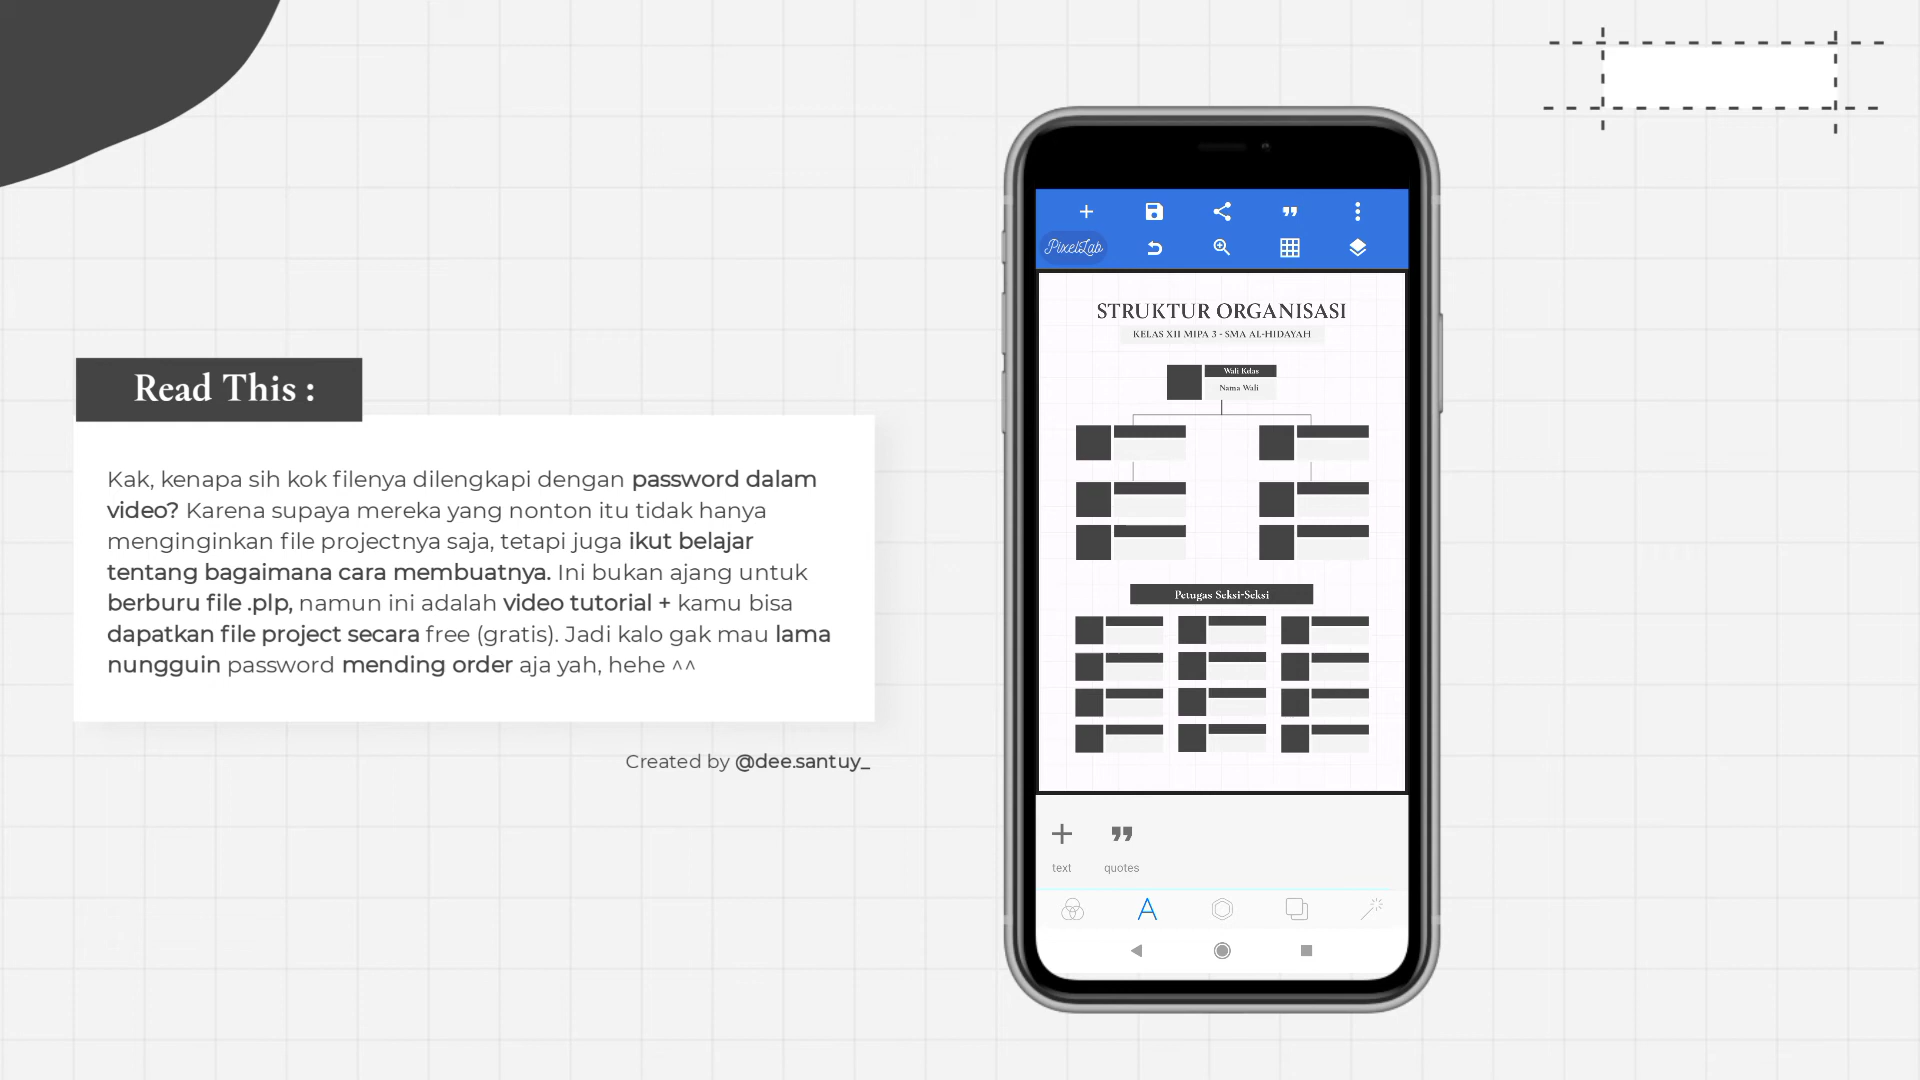 Read This :
Kak, kenapa sih kok filenya dilengkapi dengan password dalam
video? Karena supaya mereka yang nonton itu tidak hanya
menginginkan file projectnya saja, tetapi juga ikut belajar
tentang bagaimana cara membuatnya. Ini bukan ajang untuk
berburu file .plp, namun ini adalah video tutorial + kamu bisa
dapatkan file project secara free (gratis). Jadi kalo gak mau lama
nungguin password mending order aja yah, hehe ^^
Created by @dee.santuy_
PixelLab
STRUKTUR ORGANISASI
KELAS XII MIPA 3 - SMA AL-HIDAYAH
Wali Kelas
Nama Wali
Petugas Seksi-Seksi
text
quotes